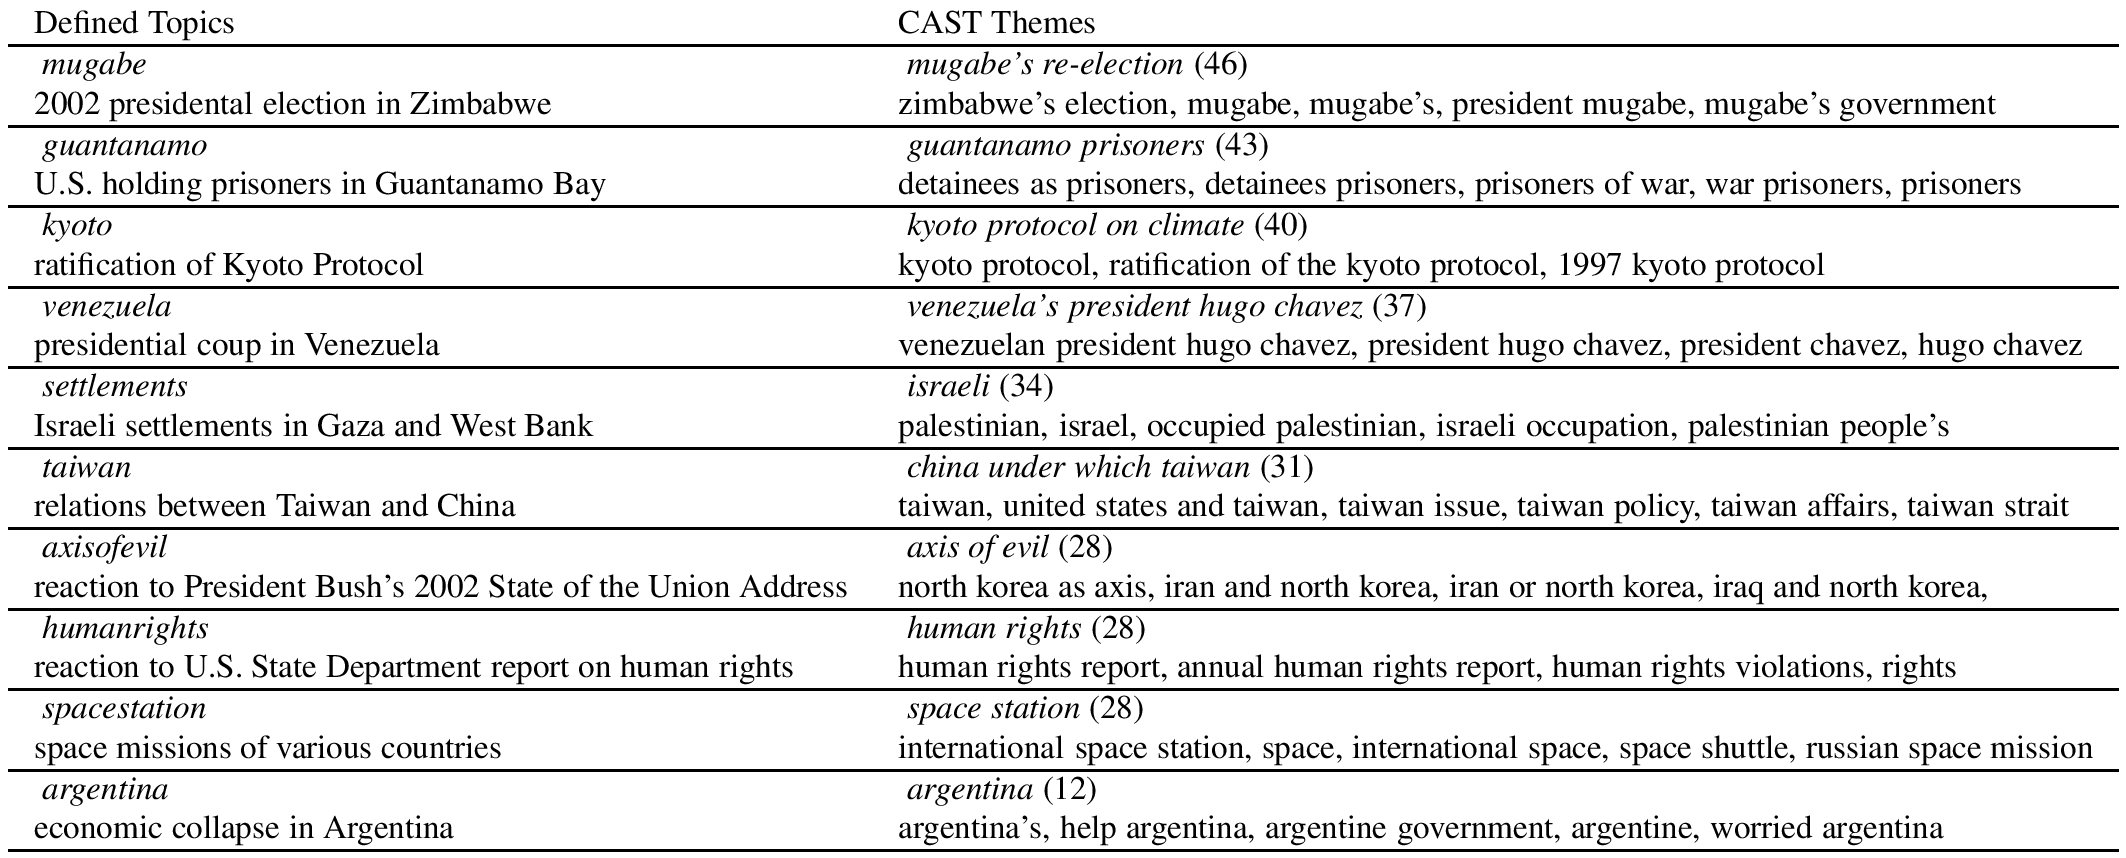 Defined Topics CAST Themes
mugabe mugabe's re-election (46)
2002 presidental election in Zimbabwe zimbabwe's election, mugabe, mugabe's, president mugabe, mugabe's government
guantanamo guantanamo prisoners (43)
U.S. holding prisoners in Guantanamo Bay detainees as prisoners, detainees prisoners, prisoners of war, war prisoners, prisoners
kyoto kyoto protocol on climate (40)
ratification of Kyoto Protocol kyoto protocol, ratification of the kyoto protocol, 1997 kyoto protocol
venezuela venezuela's president hugo chavez (37)
presidential coup in Venezuela venezuelan president hugo chavez, president hugo chavez, president chavez, hugo chavez
settlements israeli (34)
Israeli settlements in Gaza and West Bank palestinian, israel, occupied palestinian, israeli occupation, palestinian people's
taiwan china under which taiwan (31)
relations between Taiwan and China taiwan, united states and taiwan, taiwan issue, taiwan policy, taiwan affairs, taiwan strait
axisofevil axis of evil (28)
reaction to President Bush's 2002 State of the Union Address north korea as axis, iran and north korea, iran or north korea, iraq and north korea,
humanrights human rights (28)
reaction to U.S. State Department report on human rights human rights report, annual human rights report, human rights violations, rights
spacestation space station (28)
space missions of various countries international space station, space, international space, space shuttle, russian space mission
argentina argentina (12)
economic collapse in Argentina argentina's, help argentina, argentine government, argentine, worried argentina